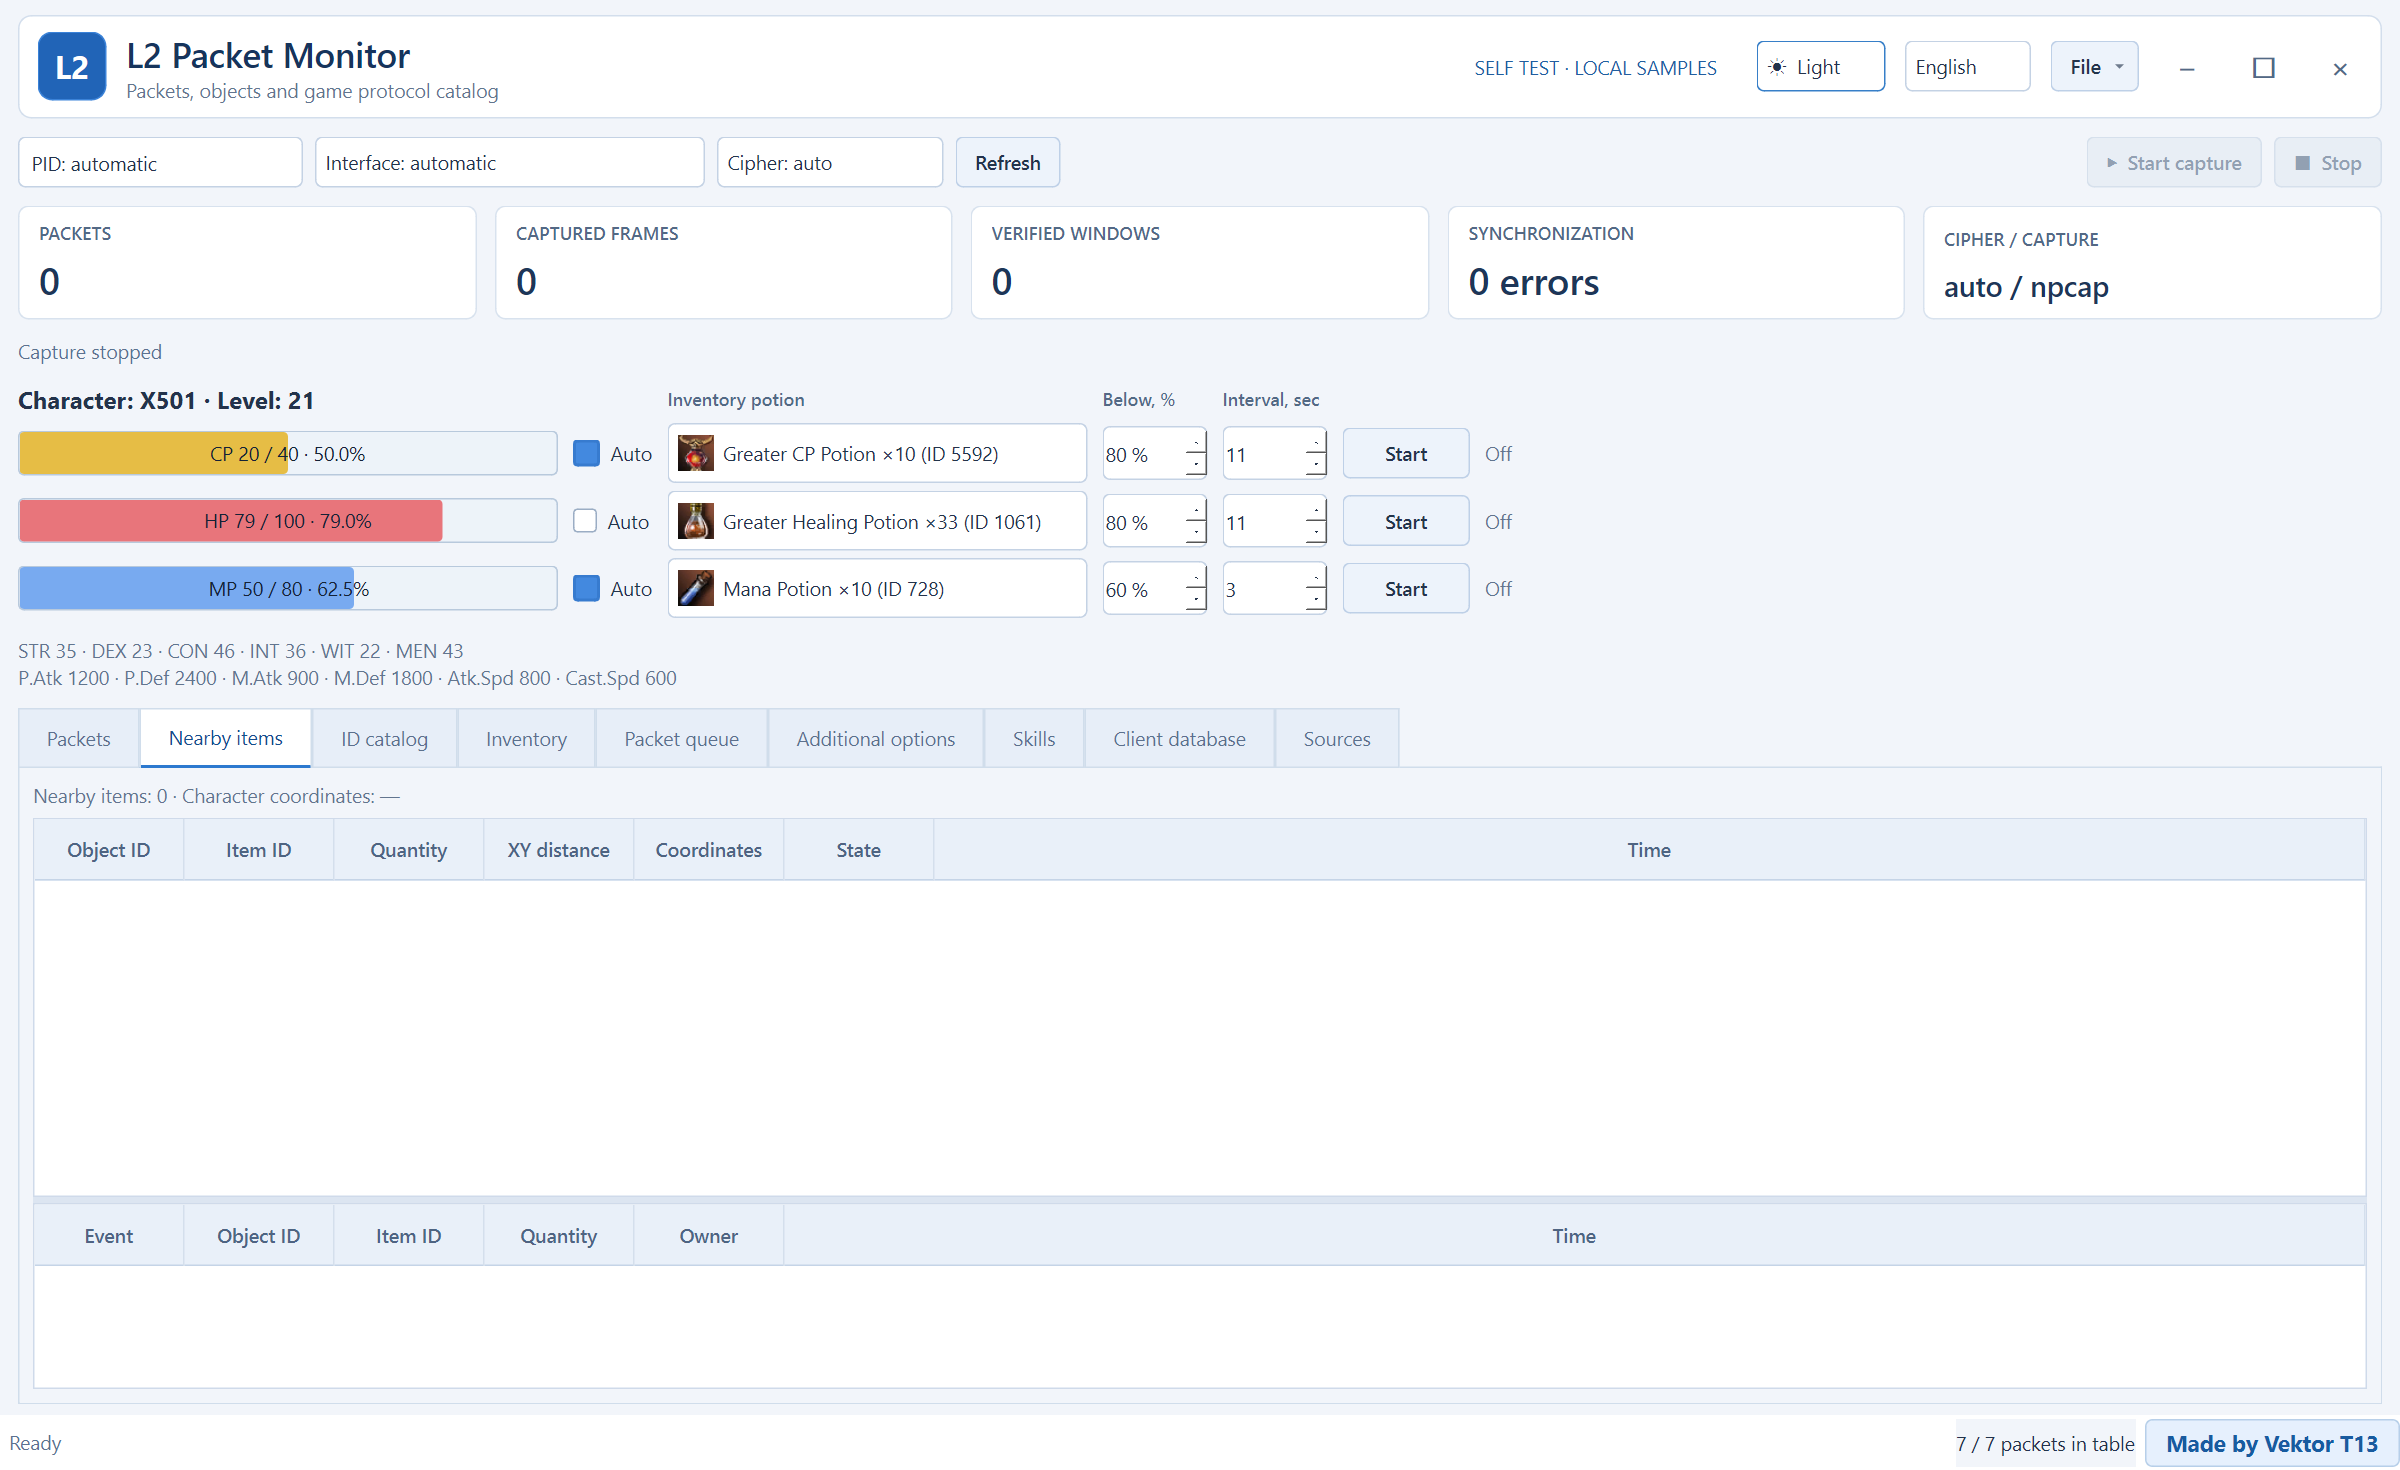 L2
L2 Packet Monitor
Packets, objects and game protocol catalog
SELF TEST · LOCAL SAMPLES
Light
English
File
PID: automatic
Interface: automatic
Cipher: auto
Refresh
Start capture
Stop
PACKETS
0
CAPTURED FRAMES
0
VERIFIED WINDOWS
0
SYNCHRONIZATION
0 errors
CIPHER / CAPTURE
auto / npcap
Capture stopped
Character: X501 · Level: 21
Inventory potion
Below, %
Interval, sec
CP 20 / 40 · 50.0%
Auto
Greater CP Potion ×10 (ID 5592)
80 %
11
Start
Off
HP 79 / 100 · 79.0%
Auto
Greater Healing Potion ×33 (ID 1061)
80 %
11
Start
Off
MP 50 / 80 · 62.5%
Auto
Mana Potion ×10 (ID 728)
60 %
3
Start
Off
STR 35 · DEX 23 · CON 46 · INT 36 · WIT 22 · MEN 43
P.Atk 1200 · P.Def 2400 · M.Atk 900 · M.Def 1800 · Atk.Spd 800 · Cast.Spd 600
Packets
Nearby items
ID catalog
Inventory
Packet queue
Additional options
Skills
Client database
Sources
Nearby items: 0 · Character coordinates: —
Object ID
Item ID
Quantity
XY distance
Coordinates
State
Time
Event
Object ID
Item ID
Quantity
Owner
Time
Ready
7 / 7 packets in table
Made by Vektor T13